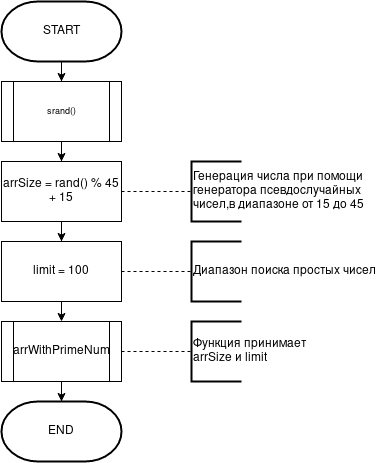 START
srand()
arrSize = rand() % 45
+ 15
Генерация числа при помощи
генератора псевдослучайных
чисел,в диапазоне от 15 до 45
limit = 100
Диапазон поиска простых чисел
arrWithPrimeNum
Функция принимает
arrSize и limit
END